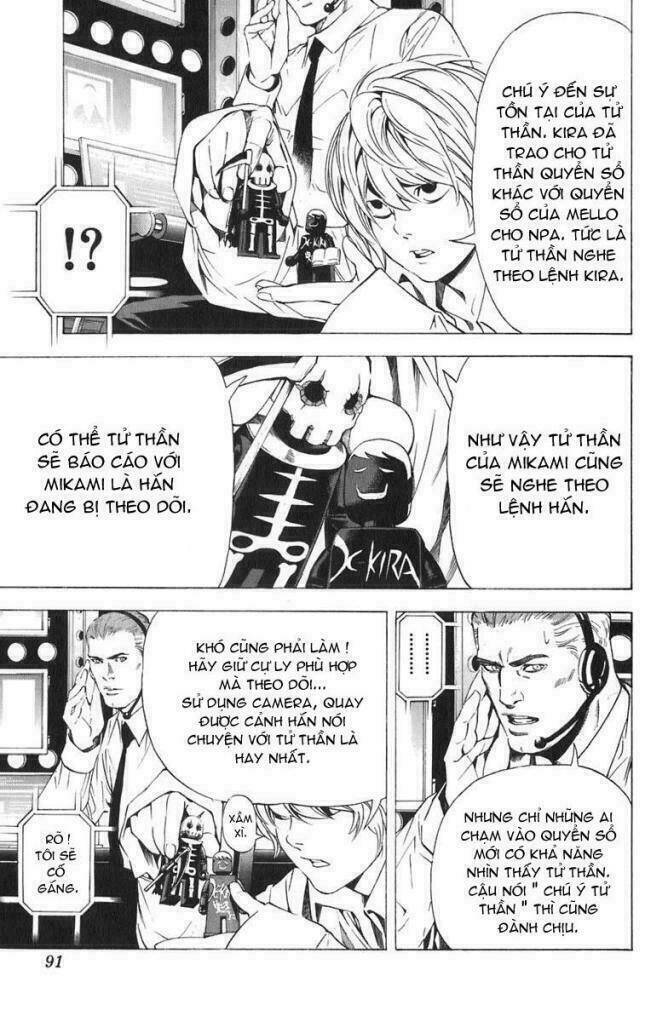 CHÚ Ý ĐẾN SỰ
TỒN TẠI CỦA TỬ
THẦN. KIRA ĐÃ
TRAO CHO TỬ
THẦN QUYỂN SỔ
KHÁC VỚI QUYỂN
SỔ CỦA MELLO
CHO NPA. TỨC LÀ
TỬ THẦN NGHE
THEO LỆNH KIRA.
!?
NHƯ VẬY TỬ THẦN
CỦA MIKAMI CŨNG
SẼ NGHE THEO
LỆNH HẮN.
CÓ THỂ TỬ THẦN
SẼ BÁO CÁO VỚI
MIKAMI LÀ HẮN
ĐANG BỊ THEO DÕI.
X-KIRA
......
NHƯNG CHỈ NHỮNG AI
CHẠM VÀO QUYỂN SỔ
MỚI CÓ KHẢ NĂNG
NHÌN THẤY TỬ THẦN.
CẬU NÓI " CHÚ Ý TỬ
THẦN " THÌ CŨNG
ĐÀNH CHỊU.
KHÓ CŨNG PHẢI LÀM !
HÃY GIỮ CỰ LY PHÙ HỢP
MÀ THEO DÕI...
SỬ DỤNG CAMERA, QUAY
ĐƯỢC CẢNH HẮN NÓI
CHUYỆN VỚI TỬ THẦN LÀ
HAY NHẤT.
XẦM
XÌ.
RÕ !
TÔI SẼ
CỐ
GẮNG.
91